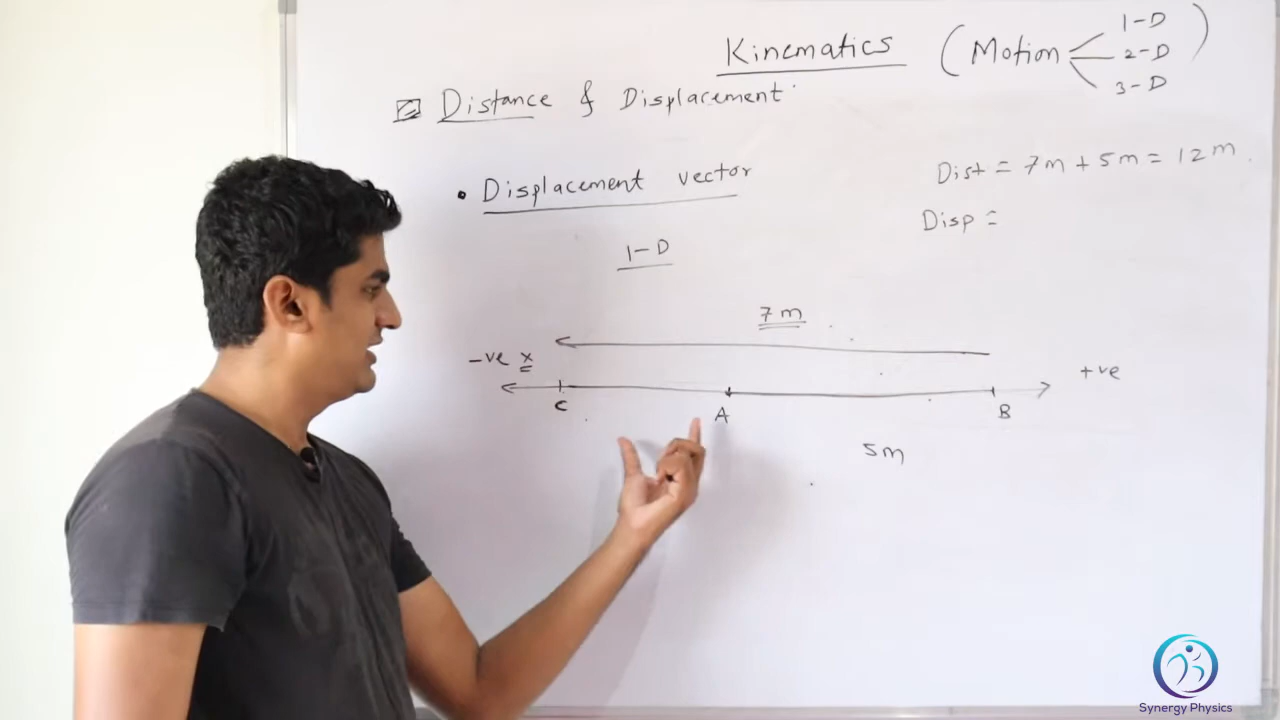 Kinematics (Motion 1-D 2-D 3-D)
Distance & Displacement
• Displacement vector
Dist = 7m + 5m = 12m.
Disp =
1-D
7m
-ve x
+ve
C A B
5m
Synergy Physics